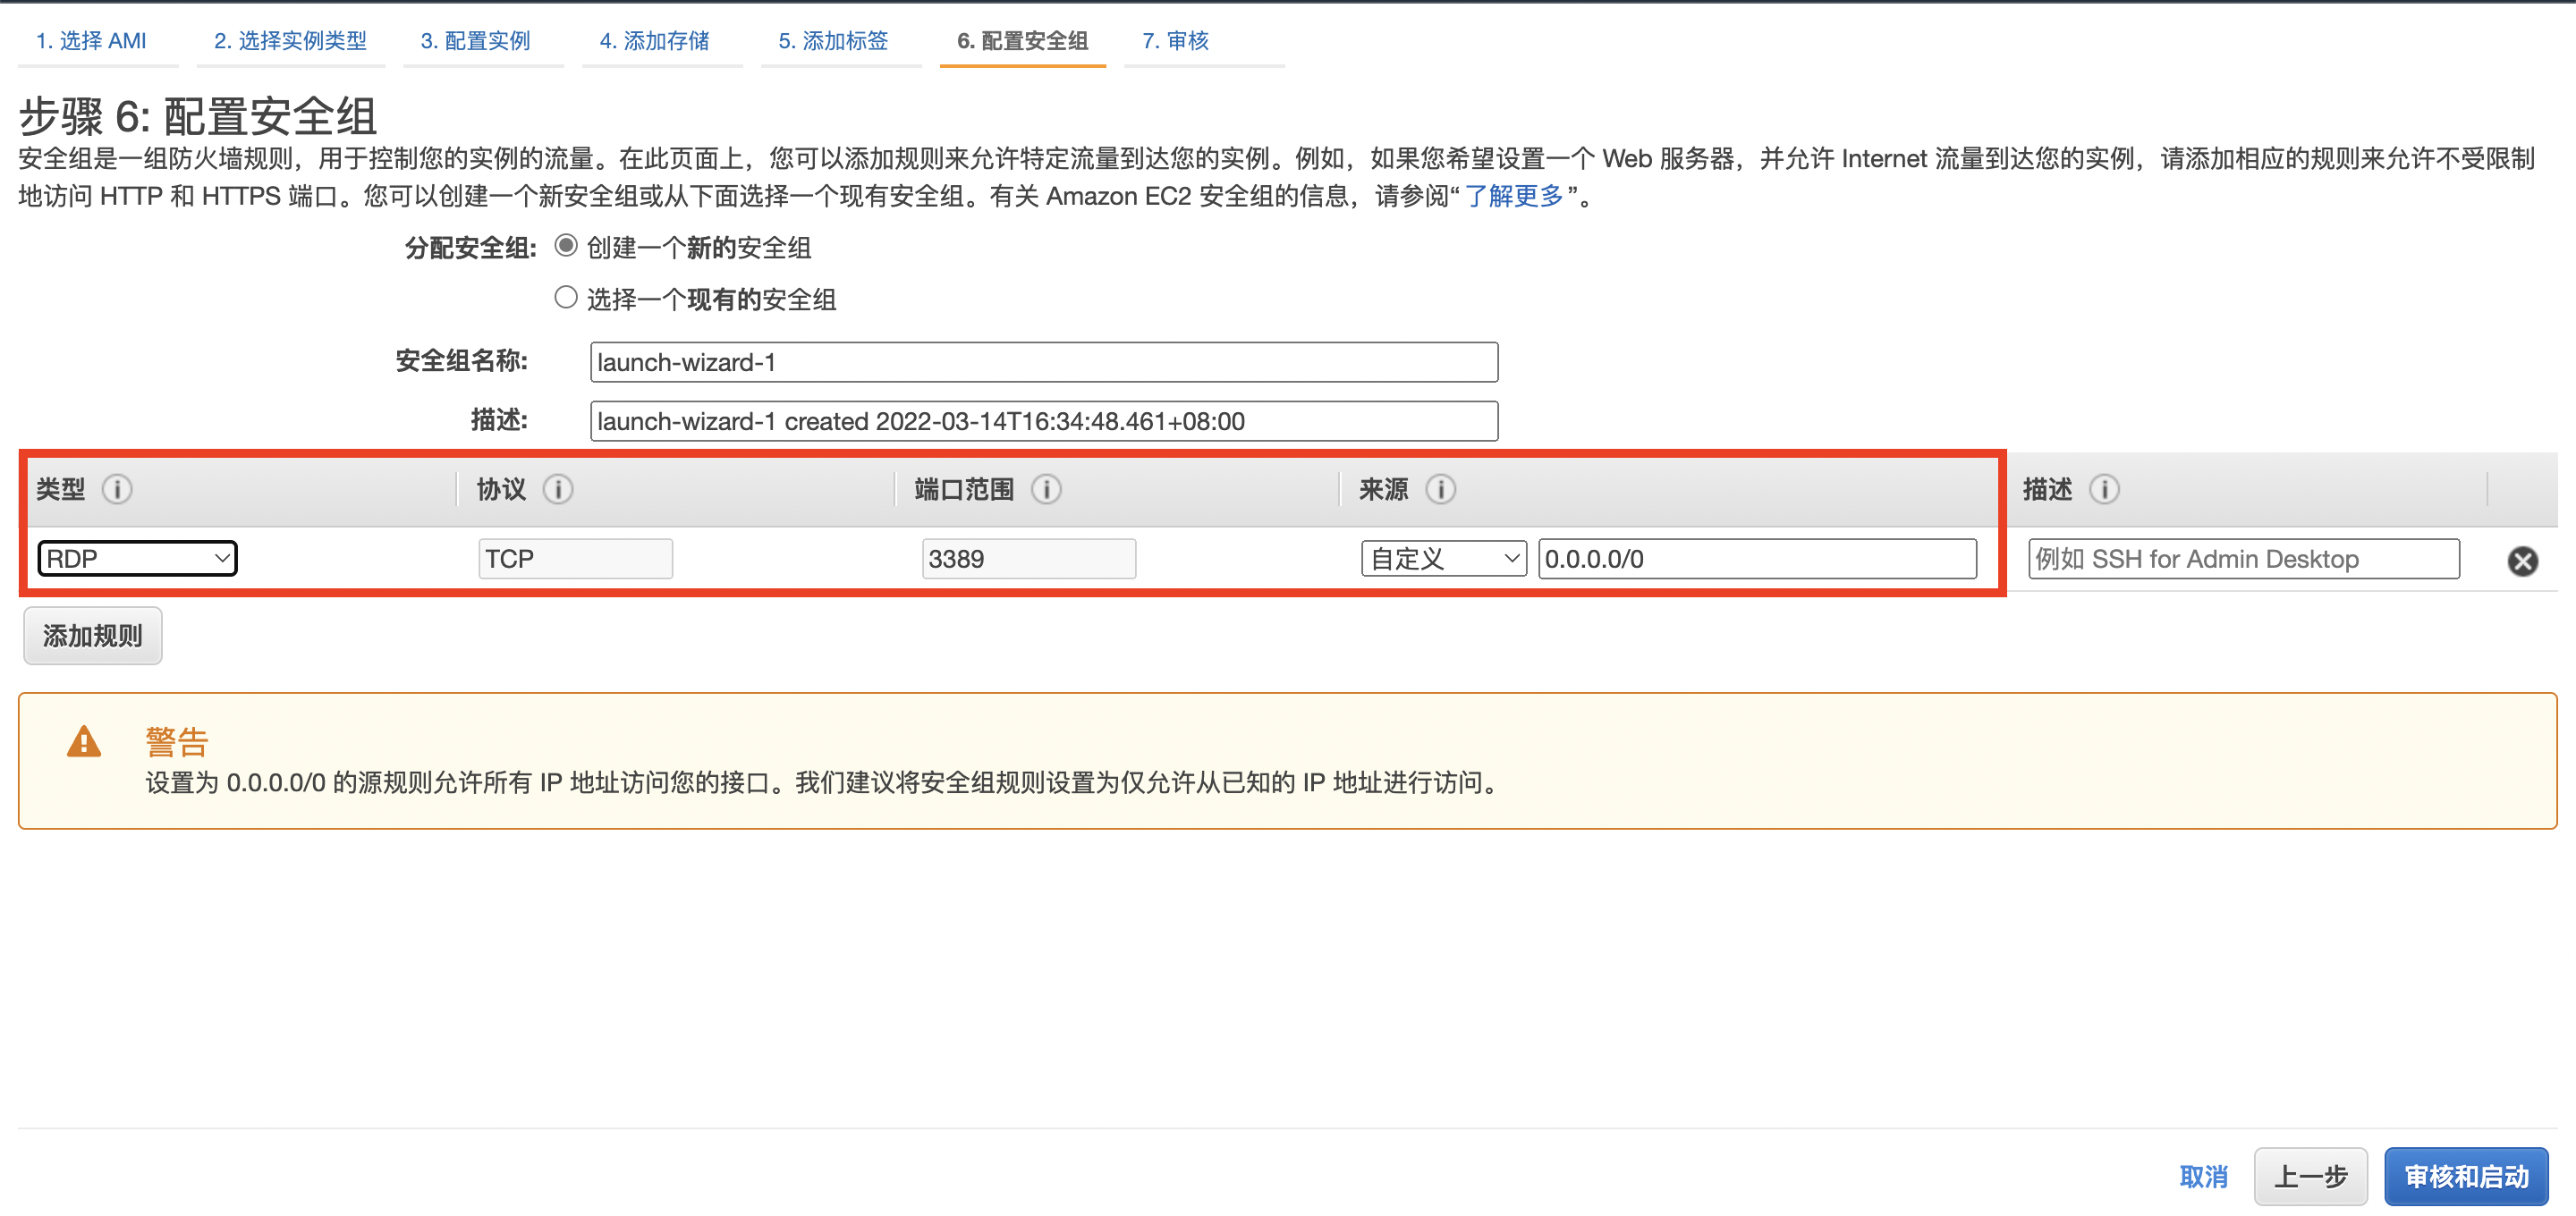 1. 选择 AMI 2. 选择实例类型 3. 配置实例 4. 添加存储 5. 添加标签 6. 配置安全组 7. 审核
步骤 6: 配置安全组
安全组是一组防火墙规则，用于控制您的实例的流量。在此页面上，您可以添加规则来允许特定流量到达您的实例。例如，如果您希望设置一个 Web 服务器，并允许 Internet 流量到达您的实例，请添加相应的规则来允许不受限制
地访问 HTTP 和 HTTPS 端口。您可以创建一个新安全组或从下面选择一个现有安全组。有关 Amazon EC2 安全组的信息，请参阅“了解更多”。
分配安全组: 创建一个新的安全组
选择一个现有的安全组
安全组名称: launch-wizard-1
描述: launch-wizard-1 created 2022-03-14T16:34:48.461+08:00
类型 协议 端口范围 来源 描述
RDP TCP 3389 自定义 0.0.0.0/0 例如 SSH for Admin Desktop
添加规则
警告
设置为 0.0.0.0/0 的源规则允许所有 IP 地址访问您的接口。我们建议将安全组规则设置为仅允许从已知的 IP 地址进行访问。
取消 上一步 审核和启动